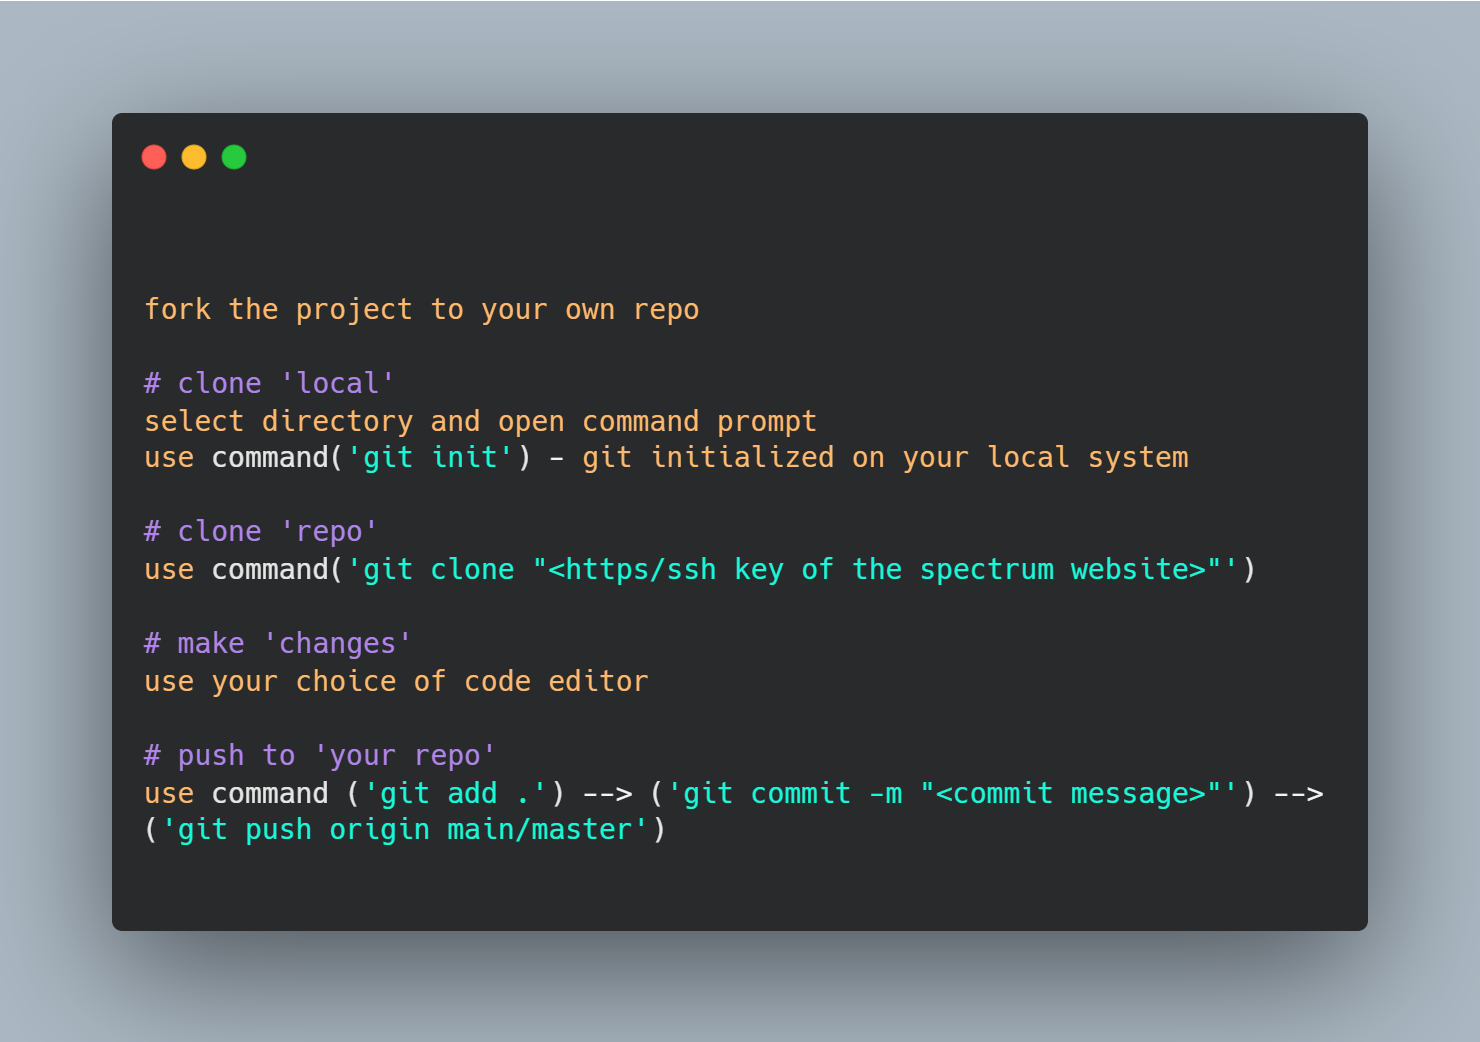 fork the project to your own repo
# clone 'local'
select directory and open command prompt
use command('git init') - git initialized on your local system
# clone 'repo'
use command('git clone "<https/ssh key of the spectrum website>"')
# make 'changes'
use your choice of code editor
# push to 'your repo'
use command ('git add .') --> ('git commit -m "<commit message>"') -->
('git push origin main/master')